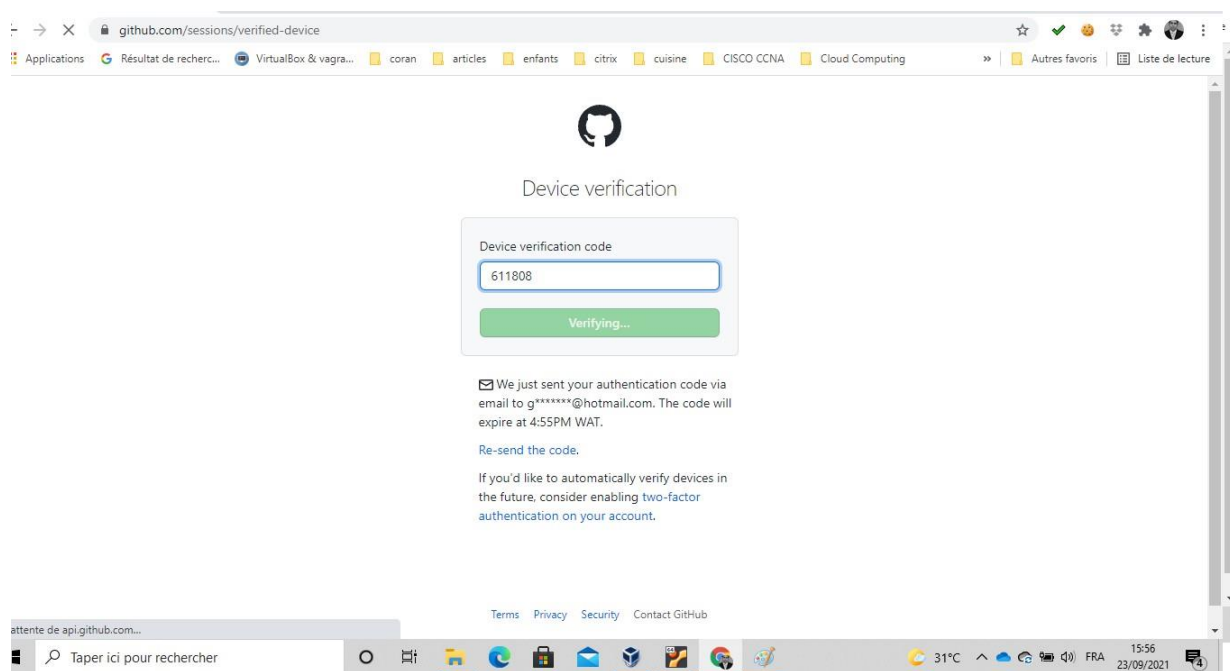 github.com/sessions/verified-device
Applications Résultat de recherc... VirtualBox & vagra... coran articles enfants citrix cuisine CISCO CCNA Cloud Computing » Autres favoris Liste de lecture
Device verification
Device verification code
611808
Verifying...
We just sent your authentication code via
email to g*******@hotmail.com. The code will
expire at 4:55PM WAT.
Re-send the code.
If you'd like to automatically verify devices in
the future, consider enabling two-factor
authentication on your account.
Terms Privacy Security Contact GitHub
attente de api.github.com...
Taper ici pour rechercher 31°C FRA 15:56
23/09/2021 4